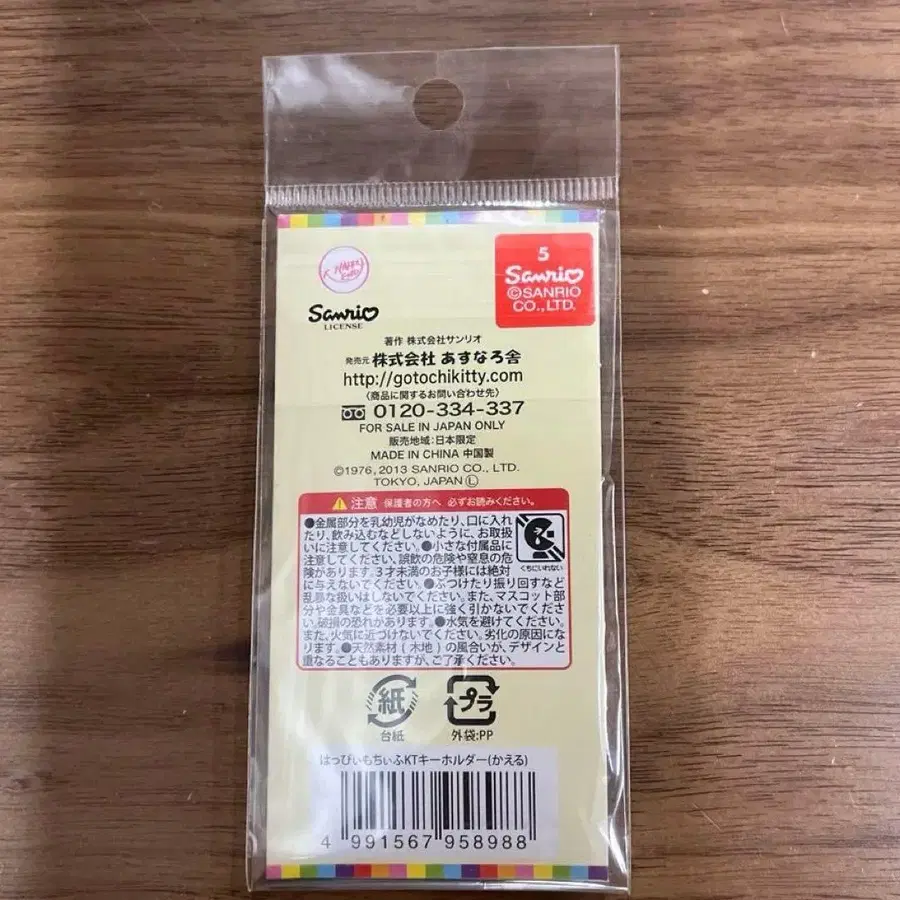 5
Sanrio
©SANRIO
CO., LTD.
Sanrio
LICENSE
著作 株式会社サンリオ
発売元 株式会社 あすなろ舎
http://gotochikitty.com
〈商品に関するお問い合わせ先〉
0120-334-337
FOR SALE IN JAPAN ONLY
販売地域:日本限定
MADE IN CHINA 中国製
©1976, 2013 SANRIO CO., LTD.
TOKYO, JAPAN Ⓛ
注意 保護者の方へ 必ずお読みください。
●金属部分を乳幼児がなめたり、口に入れ
たり、飲み込むなどしないように、お取扱
いに注意してください。●小さな付属品に
注意してください、誤飲の危険や窒息の危
険があります。3才未満のお子様には絶対
に与えないでください。●ぶつけたり振り回すなど
乱暴な扱いはしないでください。また、マスコット部
分や金具などを必要以上に強く引かないでくださ
い。破損の恐れがあります。●水気を避けてください。
また、火気に近づけないでください。劣化の原因にな
ります。●天然素材(木地)の風合いが、デザインと
重なることもありますが、ご了承ください。
くちにいれない
紙
台紙
プラ
外袋:PP
はっぴぃもちぃふKTキーホルダー(かえる)
4 991567 958988